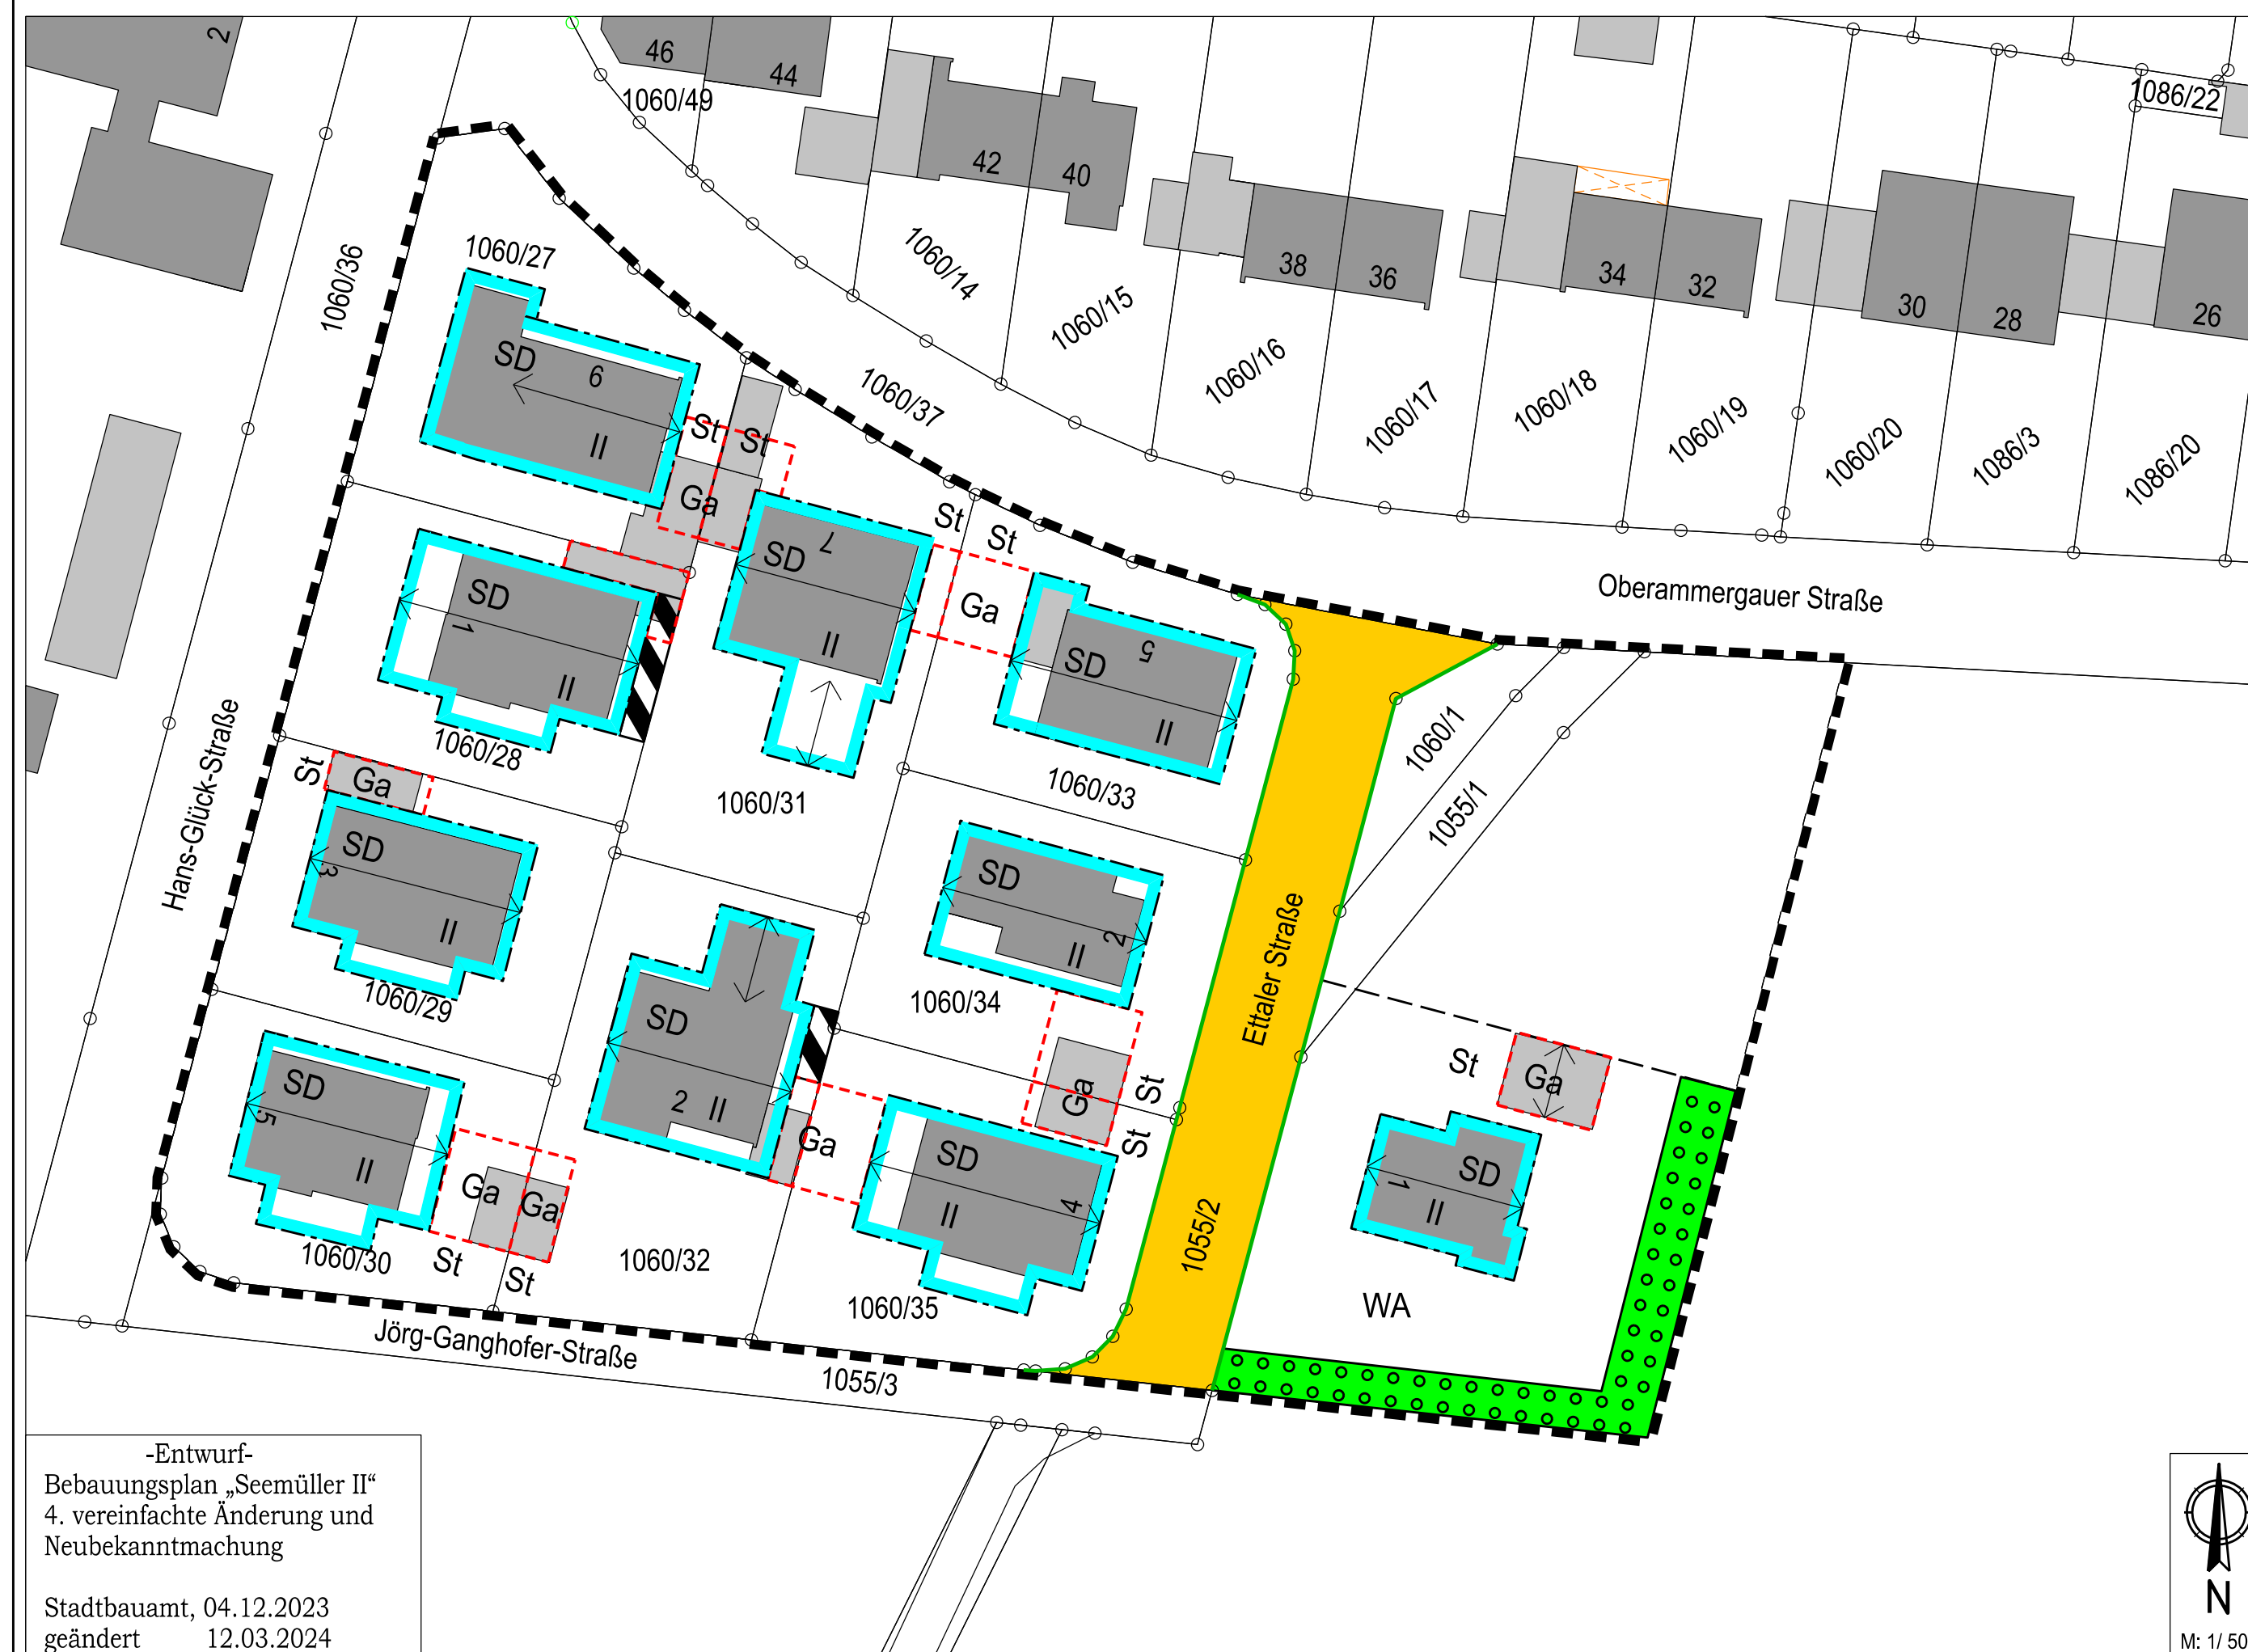 2
46
44
1060/49
42
40
1086/22
1060/36
1060/27
1060/14
1060/15
38
36
34
32
30
28
26
1060/37
1060/16
1060/17
1060/18
1060/19
1060/20
1086/3
1086/20
SD
6
II
St
St
Ga
SD
7
II
St
St
Ga
Oberammergauer Straße
SD
1
II
1060/28
SD
5
II
1060/33
1060/31
1060/1
1055/1
Hans-Glück-Straße
St
Ga
SD
3
II
1060/29
SD
2
II
1060/34
Ettaler Straße
SD
2
II
Ga
Ga
St
St
St
Ga
SD
5
II
1060/30
Ga
Ga
St
St
1060/32
SD
4
II
1060/35
1055/2
SD
1
II
WA
Jörg-Ganghofer-Straße
1055/3
-Entwurf-
Bebauungsplan „Seemüller II“
4. vereinfachte Änderung und
Neubekanntmachung
Stadtbauamt, 04.12.2023
geändert 12.03.2024
N
M: 1/ 50